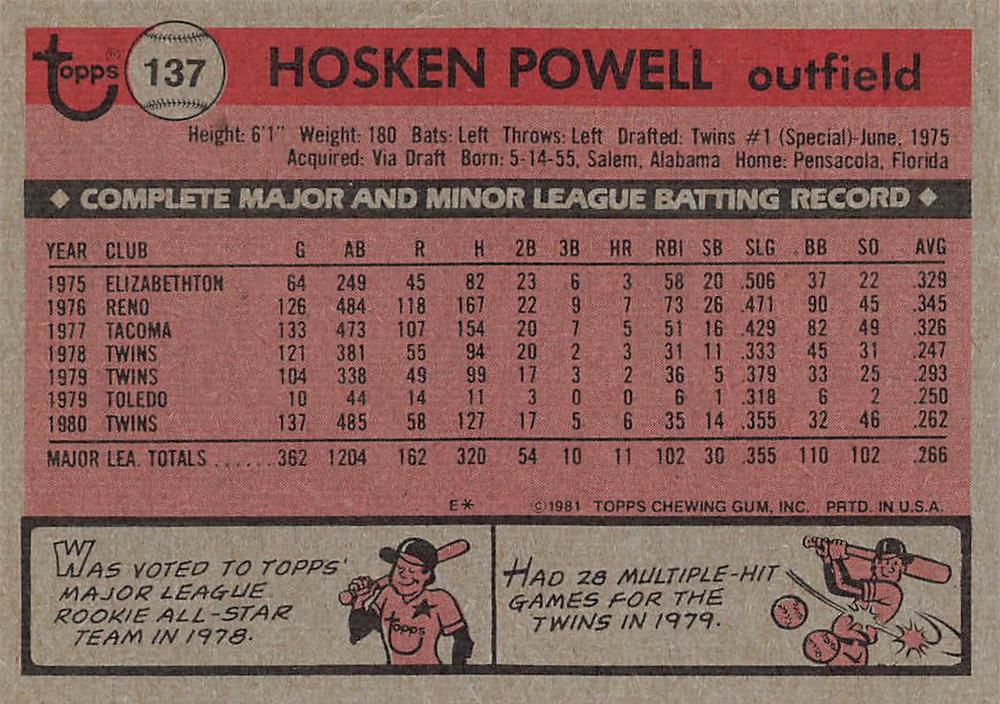 topps® 137 HOSKEN POWELL outfield
Height: 6'1" Weight: 180 Bats: Left Throws: Left Drafted: Twins #1 (Special)-June, 1975
Acquired: Via Draft Born: 5-14-55, Salem, Alabama Home: Pensacola, Florida
◆ COMPLETE MAJOR AND MINOR LEAGUE BATTING RECORD ◆
YEAR CLUB G AB R H 2B 3B HR RBI SB SLG BB SO AVG
1975 ELIZABETHTON 64 249 45 82 23 6 3 58 20 .506 37 22 .329
1976 RENO 126 484 118 167 22 9 7 73 26 .471 90 45 .345
1977 TACOMA 133 473 107 154 20 7 5 51 16 .429 82 49 .326
1978 TWINS 121 381 55 94 20 2 3 31 11 .333 45 31 .247
1979 TWINS 104 338 49 99 17 3 2 36 5 .379 33 25 .293
1979 TOLEDO 10 44 14 11 3 0 0 6 1 .318 6 2 .250
1980 TWINS 137 485 58 127 17 5 6 35 14 .355 32 46 .262
MAJOR LEA. TOTALS ...... 362 1204 162 320 54 10 11 102 30 .355 110 102 .266
E* ©1981 TOPPS CHEWING GUM, INC. PRTD. IN U.S.A.
WAS VOTED TO TOPPS'
MAJOR LEAGUE
ROOKIE ALL-STAR
TEAM IN 1978.
topps
HAD 28 MULTIPLE-HIT
GAMES FOR THE
TWINS IN 1979.